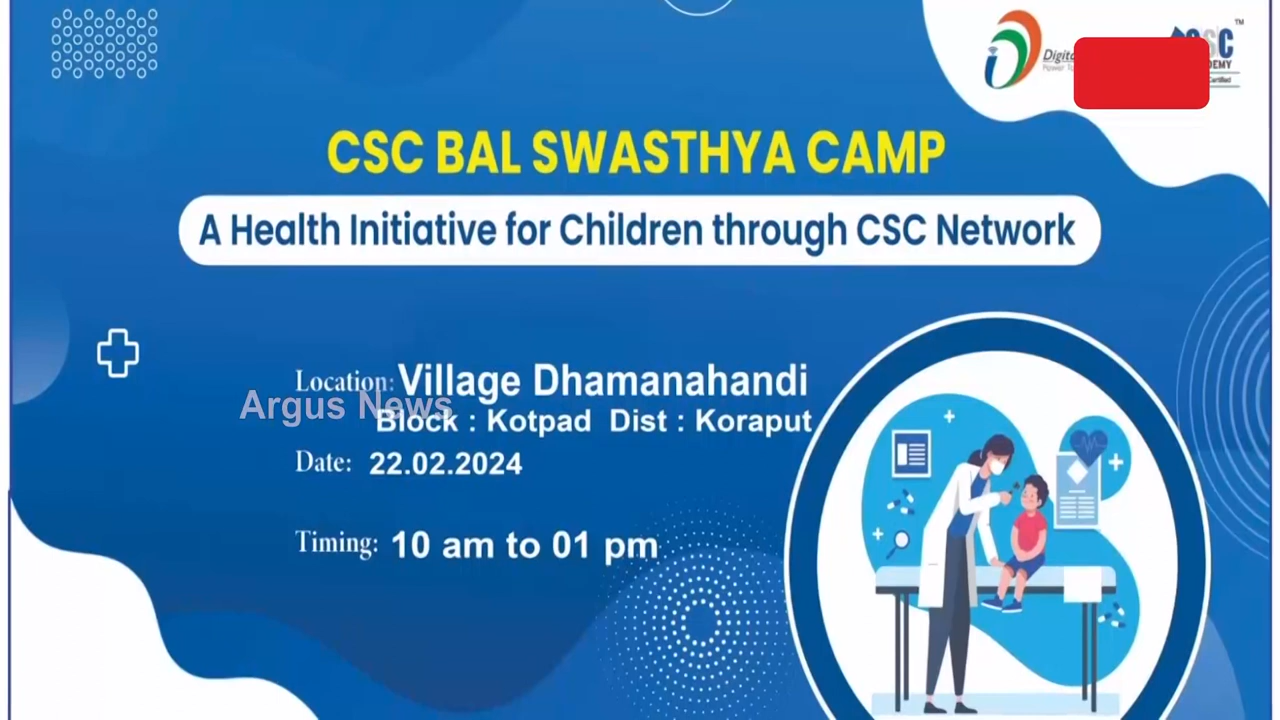 TM
CSC BAL SWASTHYA CAMP
A Health Initiative for Children through CSC Network
Location: Village Dhamanahandi
Argus News
Block : Kotpad Dist : Koraput
Date: 22.02.2024
Timing: 10 am to 01 pm